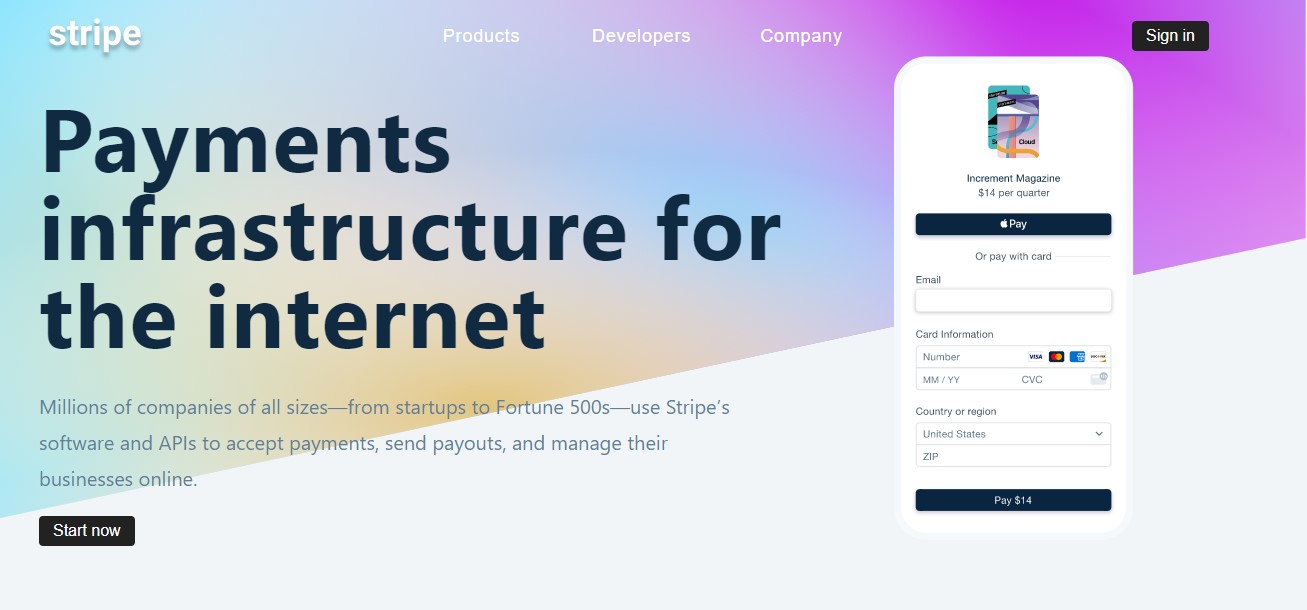 stripe
Products
Developers
Company
Sign in
Payments
infrastructure for
the internet
Millions of companies of all sizes—from startups to Fortune 500s—use Stripe’s
software and APIs to accept payments, send payouts, and manage their
businesses online.
Start now
Cloud
Increment Magazine
$14 per quarter
Pay
Or pay with card
Email
Card Information
Number
VISA
MM / YY
CVC
Country or region
United States
ZIP
Pay $14